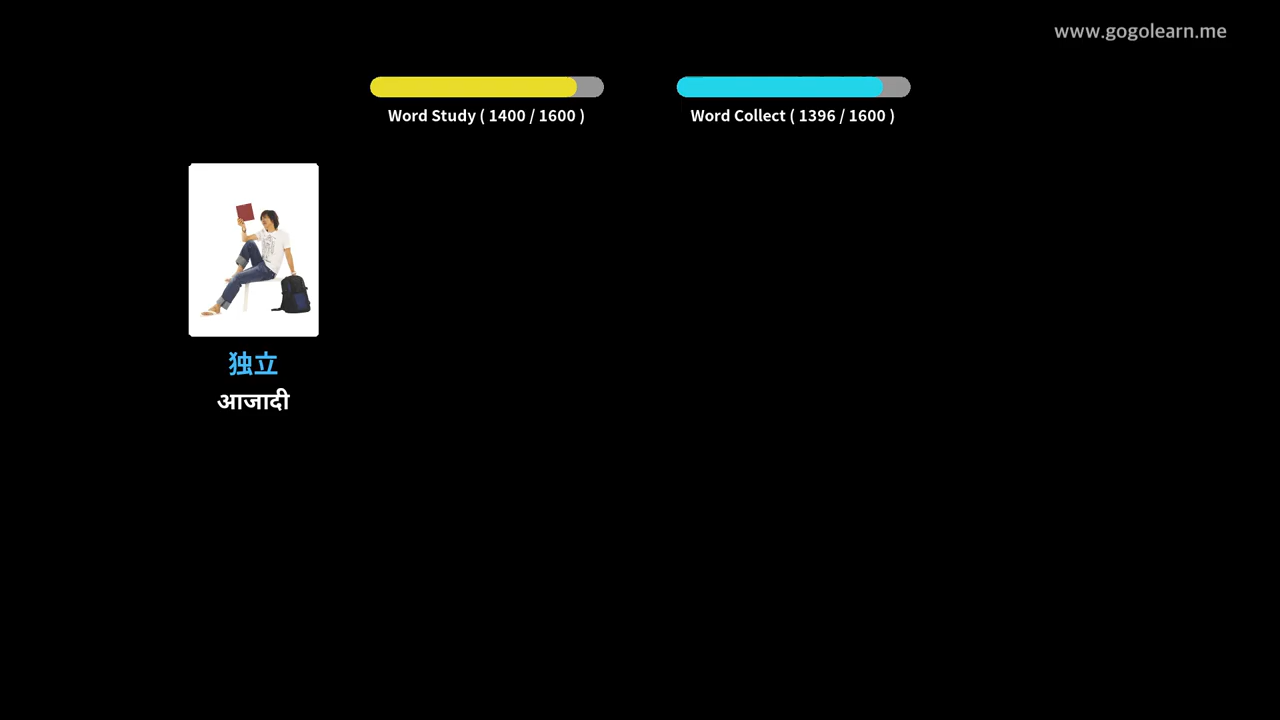 www.gogolearn.me
Word Study ( 1400 / 1600 )
Word Collect ( 1396 / 1600 )
独立
आजादी